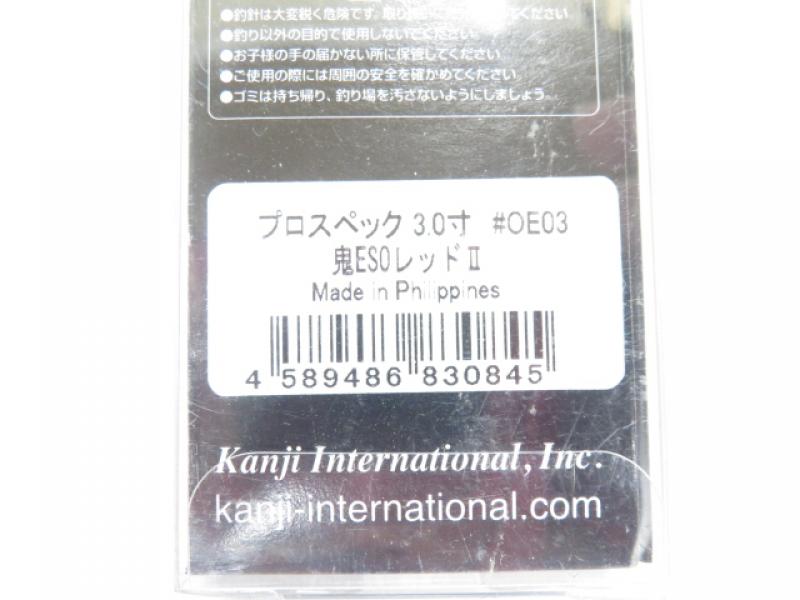 ●釣針は大変鋭く危険です。取り扱いには充分注意してください
●釣り以外の目的で使用しないでください
●お子様の手の届かない所に保管してください
●ご使用の際には周囲の安全を確かめてください
●ゴミは持ち帰り、釣り場を汚さないようにしましょう。
プロスペック 3.0寸 #OE03
鬼ESOレッドⅡ
Made in Philippines
4 589486 830845
Kanji International, Inc.
kanji-international.com